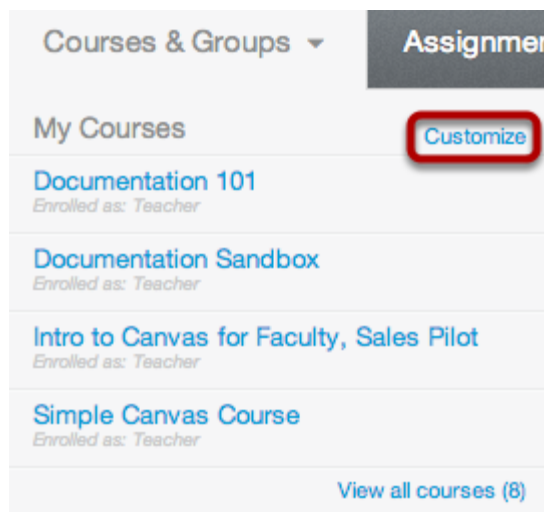 Courses & Groups
Assignmen
My Courses
Customize
Documentation 101
Enrolled as: Teacher
Documentation Sandbox
Enrolled as: Teacher
Intro to Canvas for Faculty, Sales Pilot
Enrolled as: Teacher
Simple Canvas Course
Enrolled as: Teacher
View all courses (8)